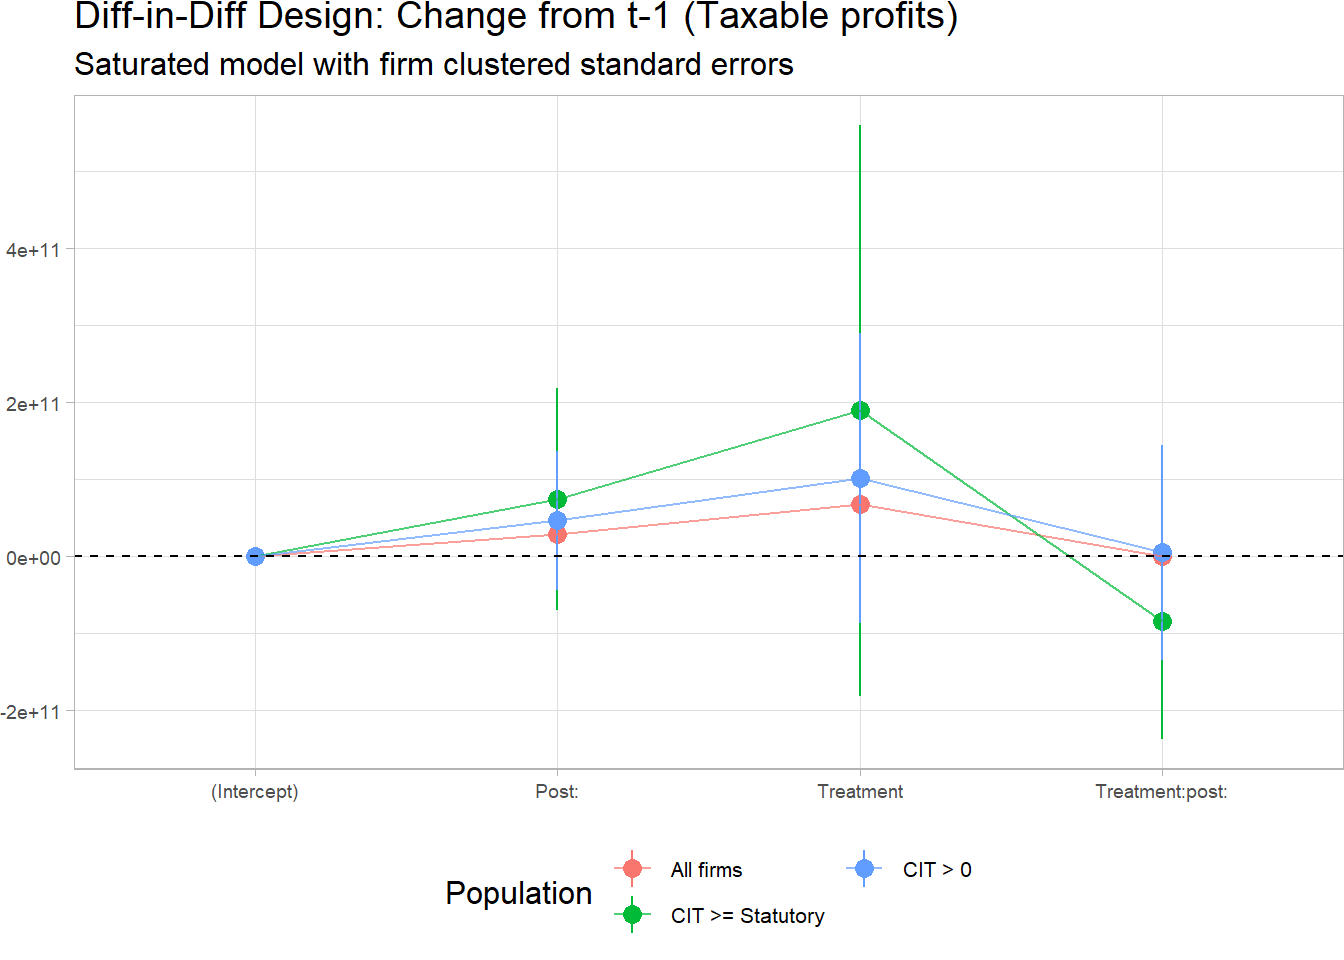 Diff-in-Diff Design: Change from t-1 (Taxable profits)
Saturated model with firm clustered standard errors
4e+11
2e+11
0e+00
-2e+11
(Intercept)
Post:
Treatment
Treatment:post:
Population
All firms
CIT > 0
CIT >= Statutory